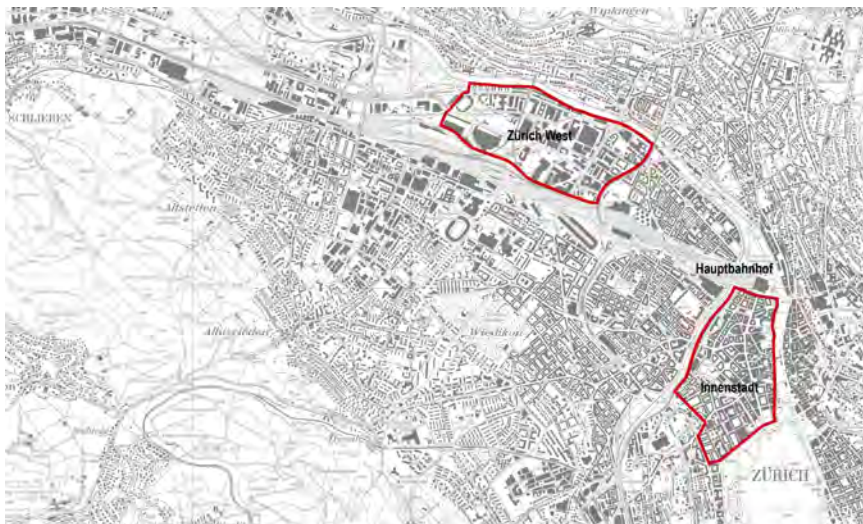 Wipkingen
SCHLIEREN
Zürich West
Altstetten
Hauptbahnhof
Albisrieden
Wiedikon
Innenstadt
ZÜRICH